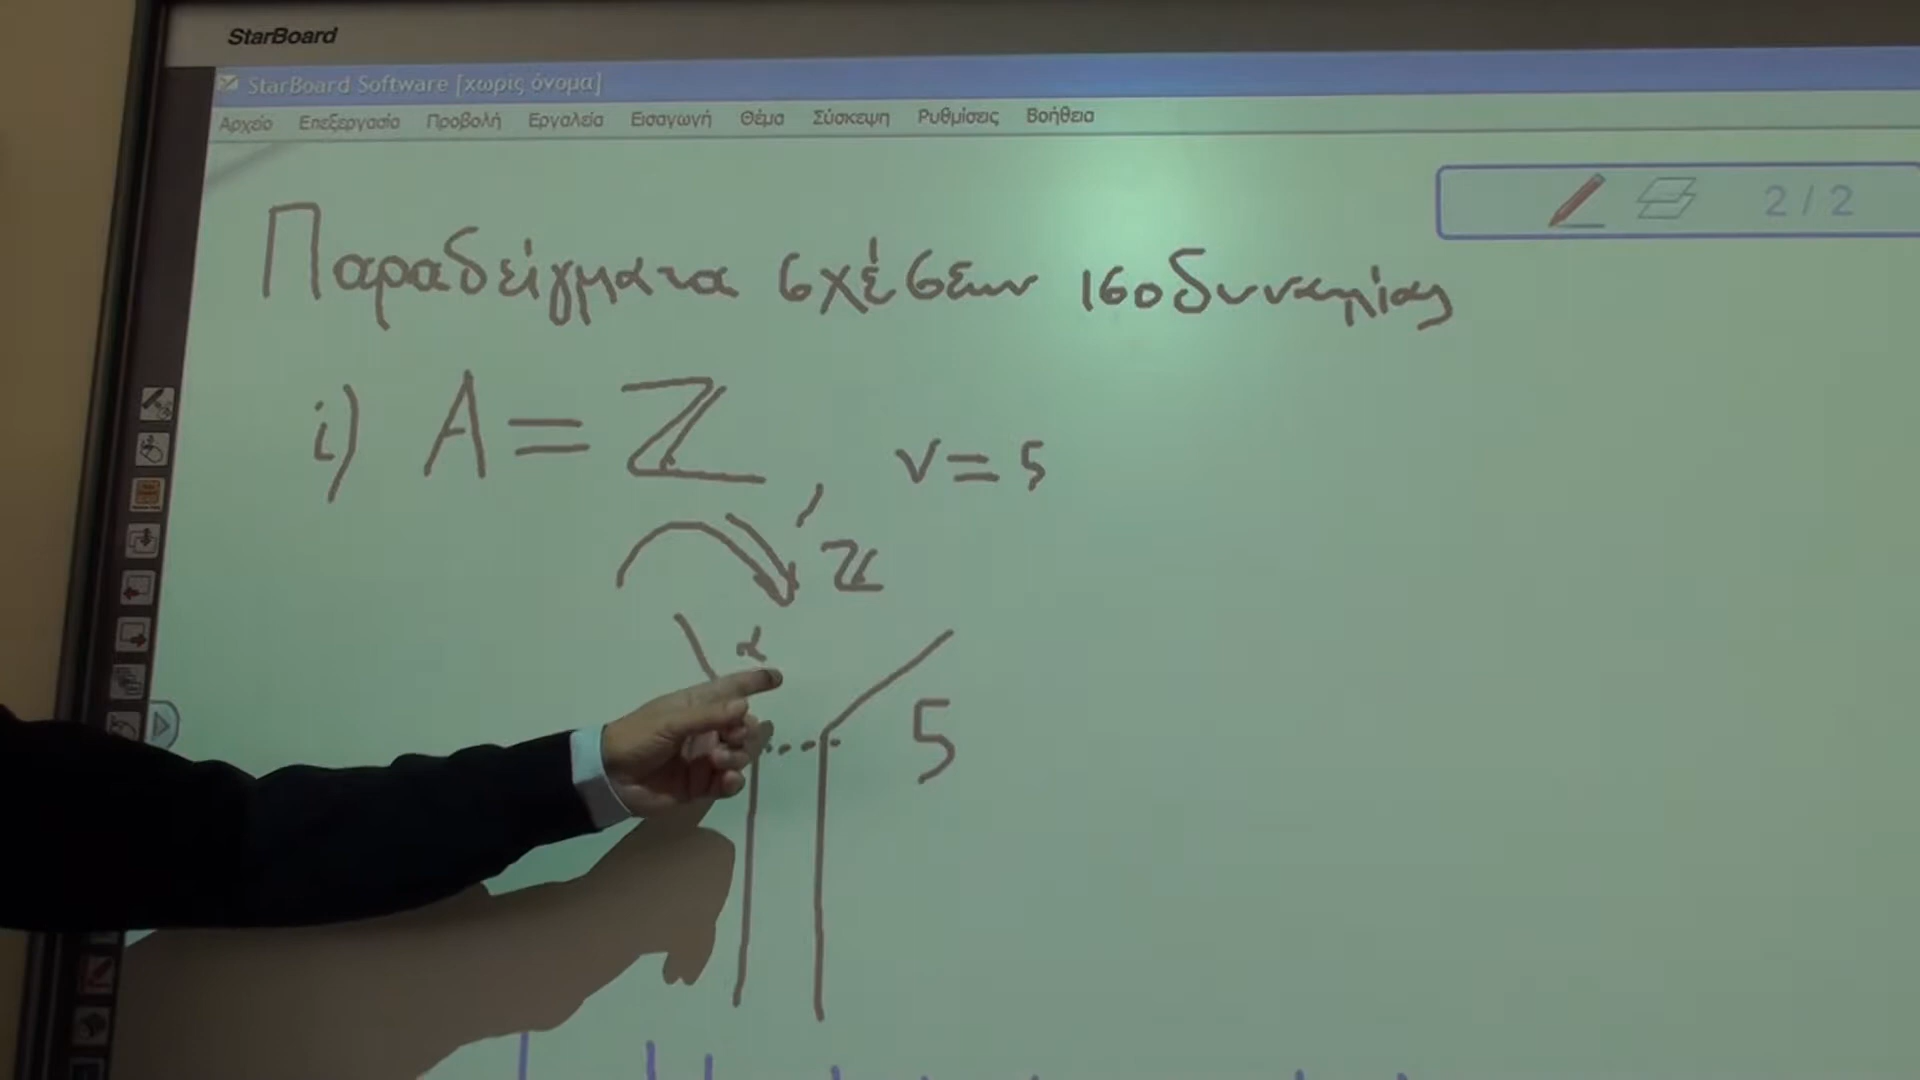 StarBoard
StarBoard Software [χωρίς όνομα]
Αρχείο Επεξεργασία Προβολή Εργαλεία Εισαγωγή Θέμα Σύσκεψη Ρυθμίσεις Βοήθεια
2 / 2
Παραδείγματα σχέσεων ισοδυναμίας
i) A = ℤ, ν = 5
ℤ
α
5